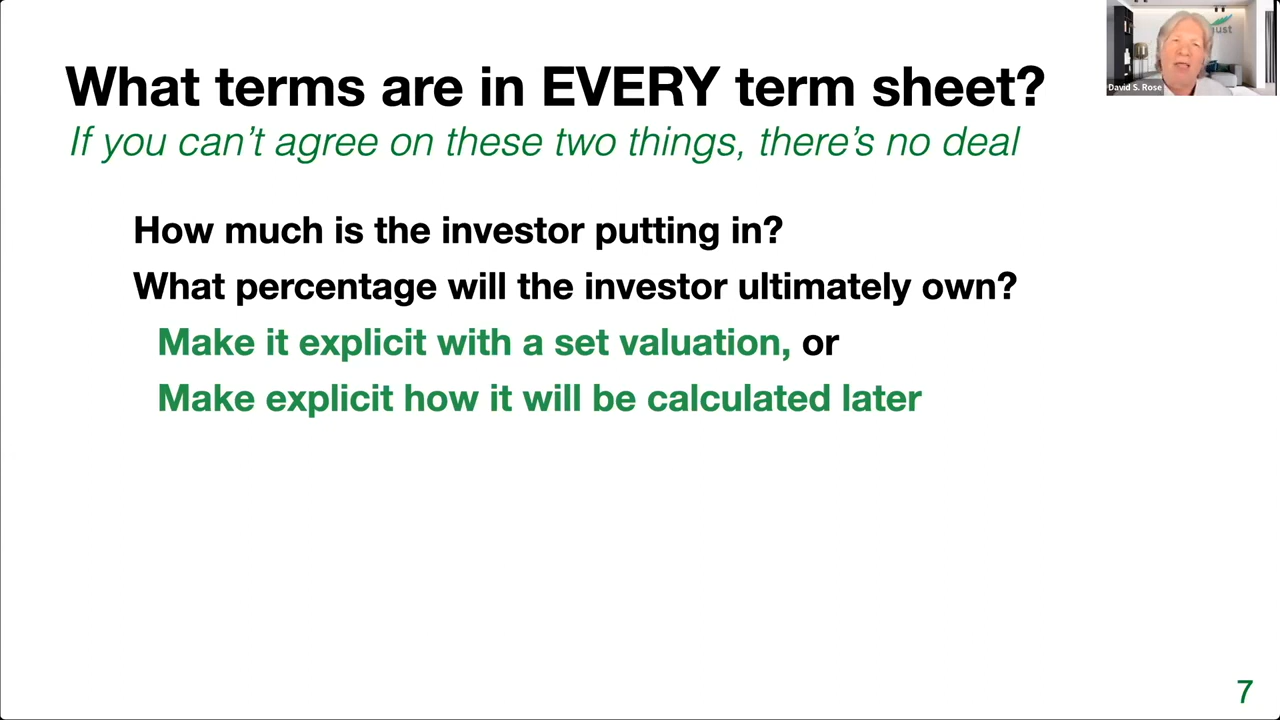 What terms are in EVERY term sheet?
If you can't agree on these two things, there's no deal
How much is the investor putting in?
What percentage will the investor ultimately own?
Make it explicit with a set valuation, or
Make explicit how it will be calculated later
David S. Rose
7